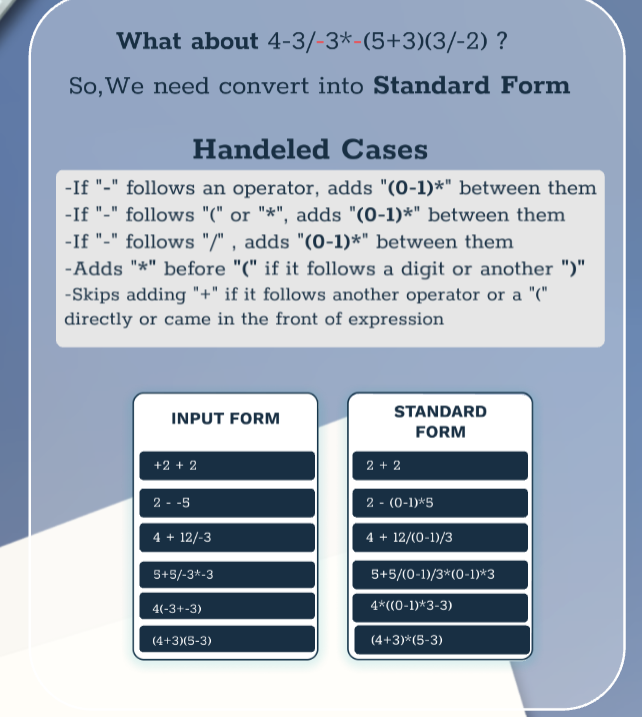 What about 4-3/-3*-(5+3)(3/-2) ?
So,We need convert into Standard Form
Handeled Cases
-If "-" follows an operator, adds "(0-1)*" between them
-If "-" follows "(" or "*", adds "(0-1)*" between them
-If "-" follows "/" , adds "(0-1)*" between them
-Adds "*" before "(" if it follows a digit or another ")"
-Skips adding "+" if it follows another operator or a "("
directly or came in the front of expression
INPUT FORM
+2 + 2
2 - -5
4 + 12/-3
5+5/-3*-3
4(-3+-3)
(4+3)(5-3)
STANDARD
FORM
2 + 2
2 - (0-1)*5
4 + 12/(0-1)/3
5+5/(0-1)/3*(0-1)*3
4*((0-1)*3-3)
(4+3)*(5-3)